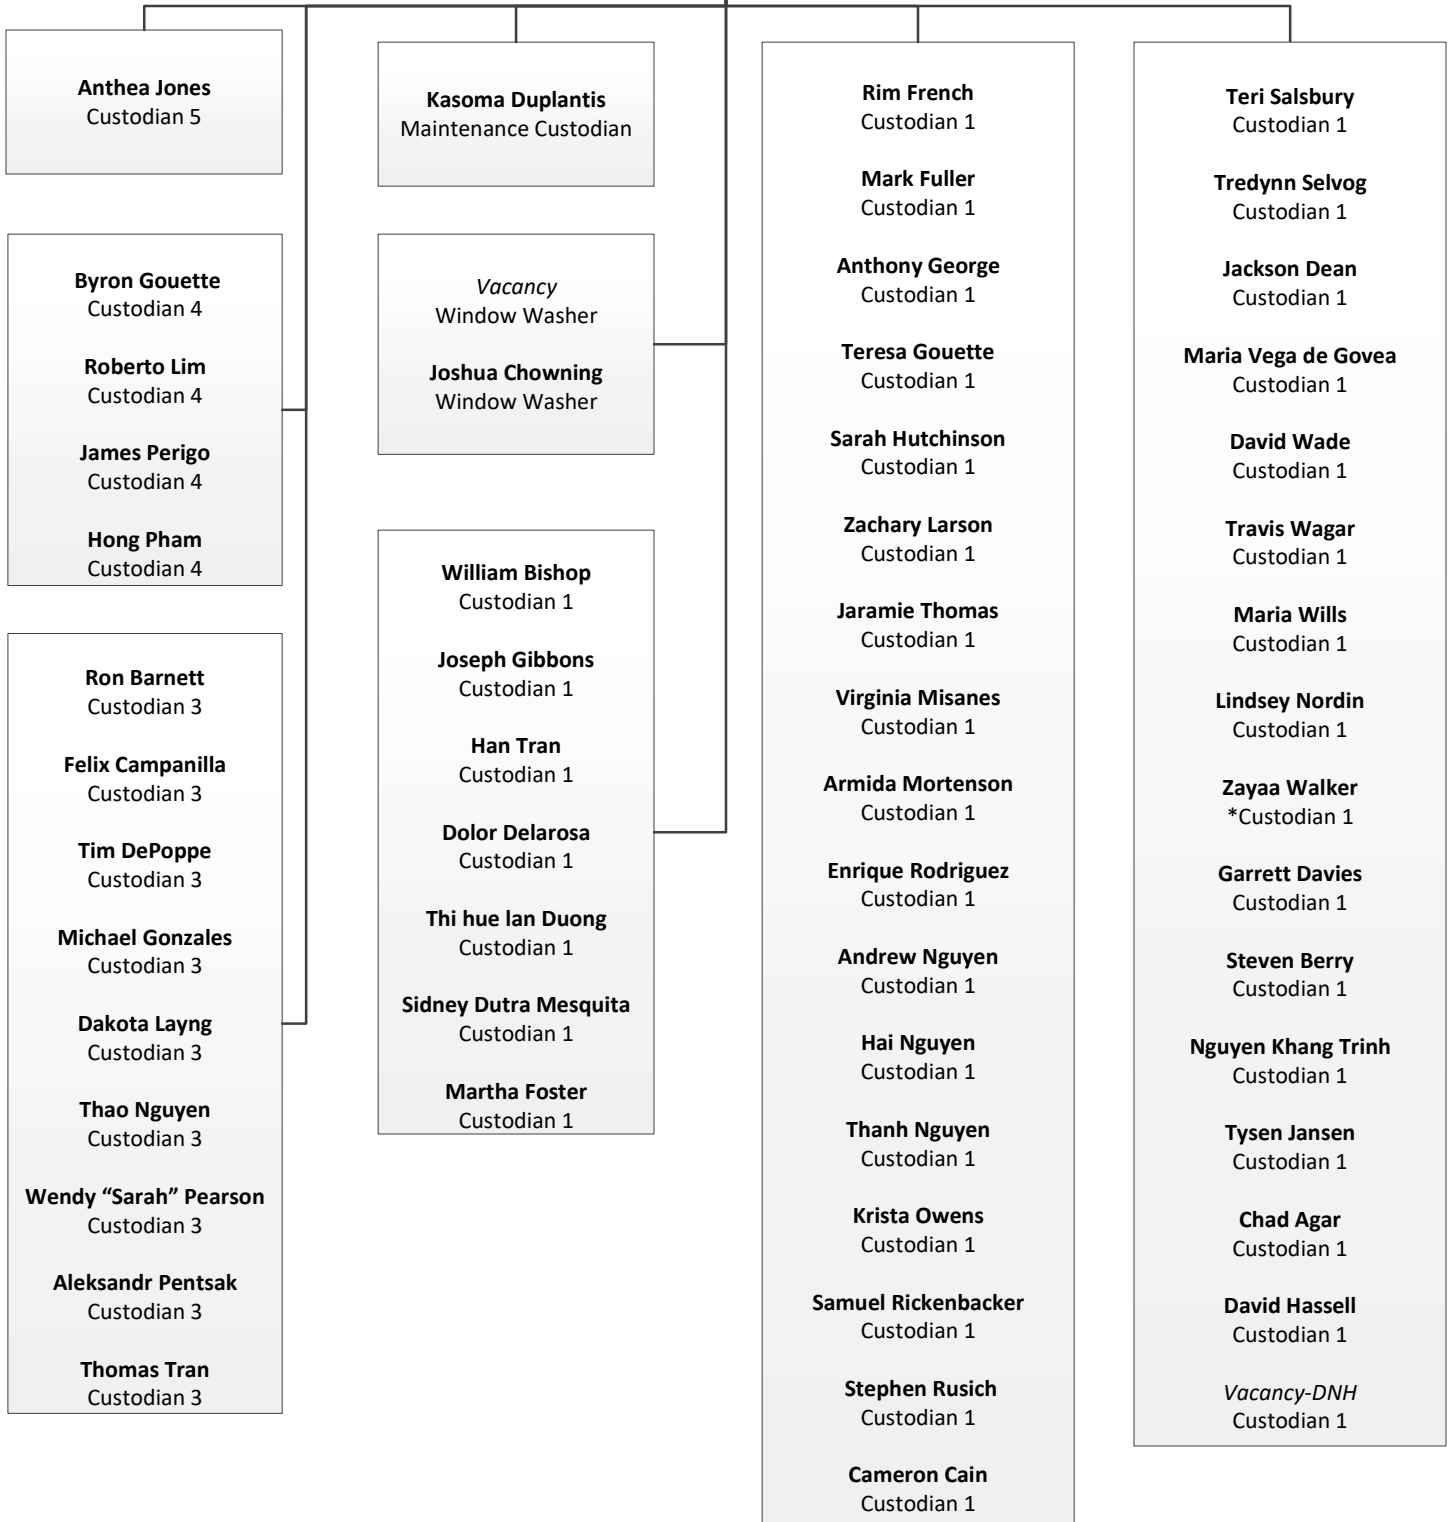 Anthea Jones
Custodian 5
Byron Gouette
Custodian 4
Roberto Lim
Custodian 4
James Perigo
Custodian 4
Hong Pham
Custodian 4
Ron Barnett
Custodian 3
Felix Campanilla
Custodian 3
Tim DePoppe
Custodian 3
Michael Gonzales
Custodian 3
Dakota Layng
Custodian 3
Thao Nguyen
Custodian 3
Wendy “Sarah” Pearson
Custodian 3
Aleksandr Pentsak
Custodian 3
Thomas Tran
Custodian 3
Kasoma Duplantis
Maintenance Custodian
Vacancy
Window Washer
Joshua Chowning
Window Washer
William Bishop
Custodian 1
Joseph Gibbons
Custodian 1
Han Tran
Custodian 1
Dolor Delarosa
Custodian 1
Thi hue lan Duong
Custodian 1
Sidney Dutra Mesquita
Custodian 1
Martha Foster
Custodian 1
Rim French
Custodian 1
Mark Fuller
Custodian 1
Anthony George
Custodian 1
Teresa Gouette
Custodian 1
Sarah Hutchinson
Custodian 1
Zachary Larson
Custodian 1
Jaramie Thomas
Custodian 1
Virginia Misanes
Custodian 1
Armida Mortenson
Custodian 1
Enrique Rodriguez
Custodian 1
Andrew Nguyen
Custodian 1
Hai Nguyen
Custodian 1
Thanh Nguyen
Custodian 1
Krista Owens
Custodian 1
Samuel Rickenbacker
Custodian 1
Stephen Rusich
Custodian 1
Cameron Cain
Custodian 1
Teri Salsbury
Custodian 1
Tredynn Selvog
Custodian 1
Jackson Dean
Custodian 1
Maria Vega de Govea
Custodian 1
David Wade
Custodian 1
Travis Wagar
Custodian 1
Maria Wills
Custodian 1
Lindsey Nordin
Custodian 1
Zayaa Walker
*Custodian 1
Garrett Davies
Custodian 1
Steven Berry
Custodian 1
Nguyen Khang Trinh
Custodian 1
Tysen Jansen
Custodian 1
Chad Agar
Custodian 1
David Hassell
Custodian 1
Vacancy-DNH
Custodian 1